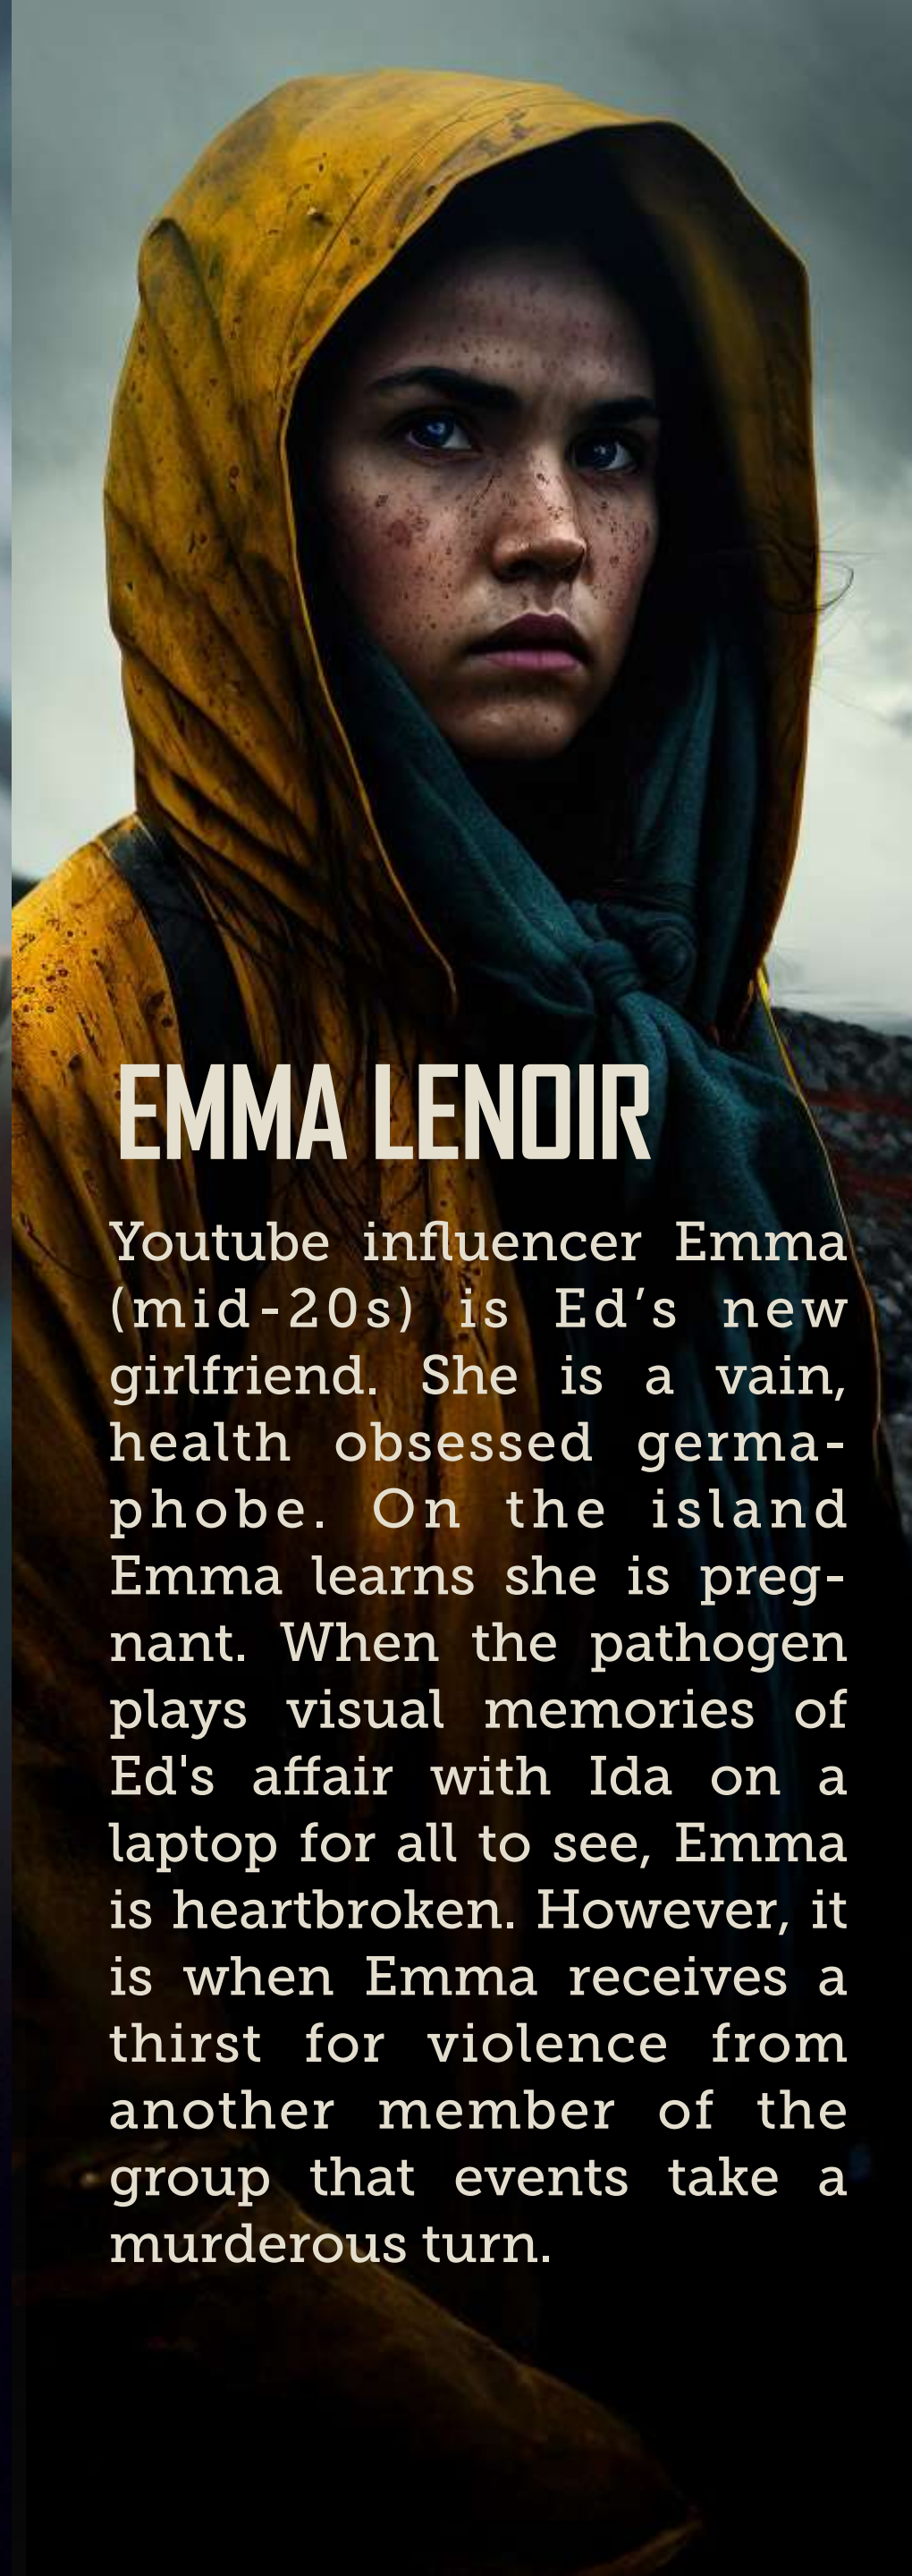 EMMA LENOIR
Youtube influencer Emma
(mid-20s) is Ed’s new
girlfriend. She is a vain,
health obsessed germa-
phobe. On the island
Emma learns she is preg-
nant. When the pathogen
plays visual memories of
Ed's affair with Ida on a
laptop for all to see, Emma
is heartbroken. However, it
is when Emma receives a
thirst for violence from
another member of the
group that events take a
murderous turn.